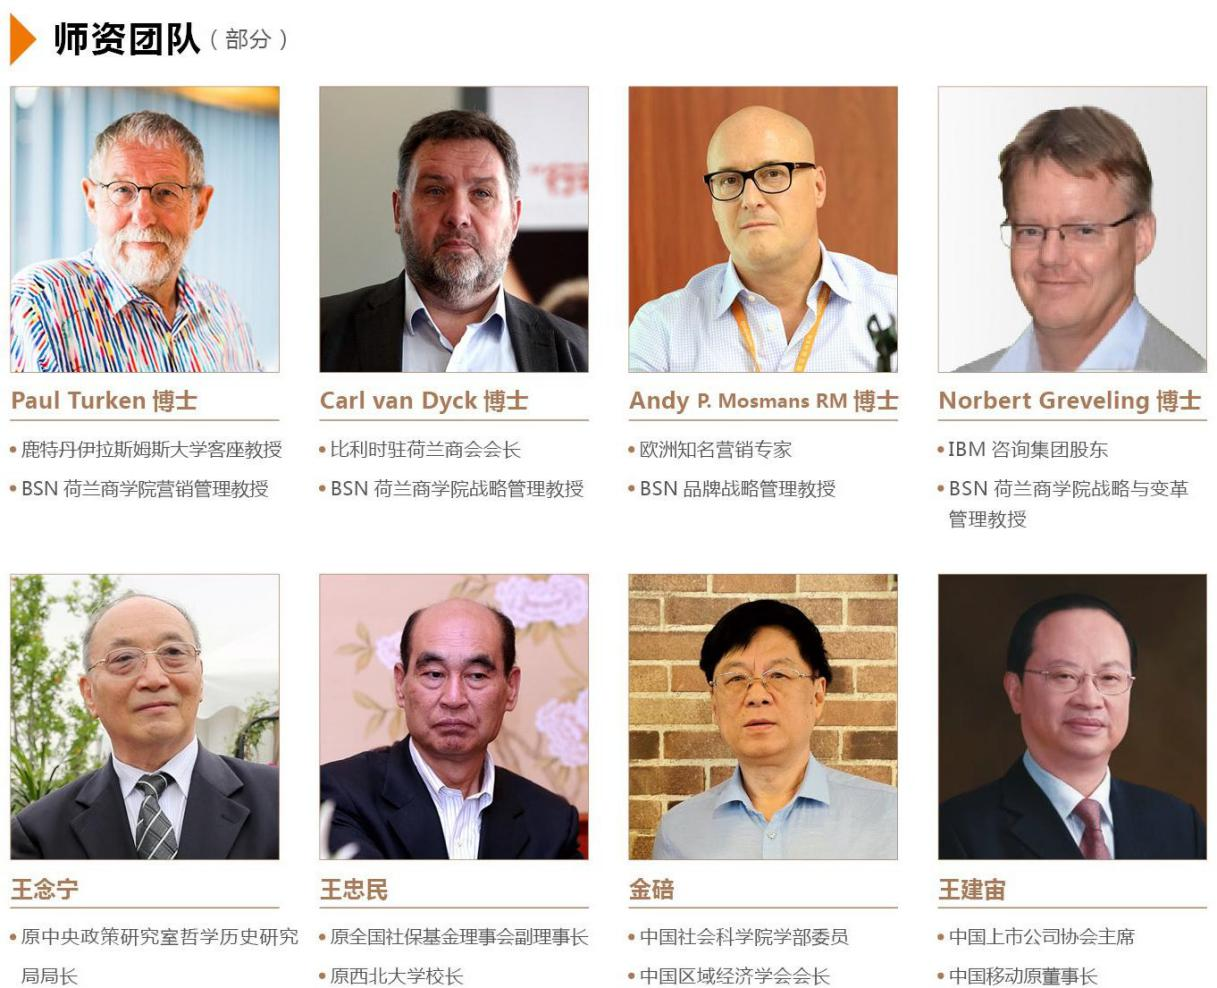 师资团队（部分）
Paul Turken 博士
•鹿特丹伊拉斯姆斯大学客座教授
•BSN 荷兰商学院营销管理教授
Carl van Dyck 博士
•比利时驻荷兰商会会长
•BSN 荷兰商学院战略管理教授
Andy P. Mosmans RM 博士
•欧洲知名营销专家
•BSN 品牌战略管理教授
Norbert Greveling 博士
•IBM 咨询集团股东
•BSN 荷兰商学院战略与变革
管理教授
王念宁
•原中央政策研究室哲学历史研究
局局长
王忠民
•原全国社保基金理事会副理事长
•原西北大学校长
金碚
•中国社会科学院学部委员
•中国区域经济学会会长
王建宙
•中国上市公司协会主席
•中国移动原董事长